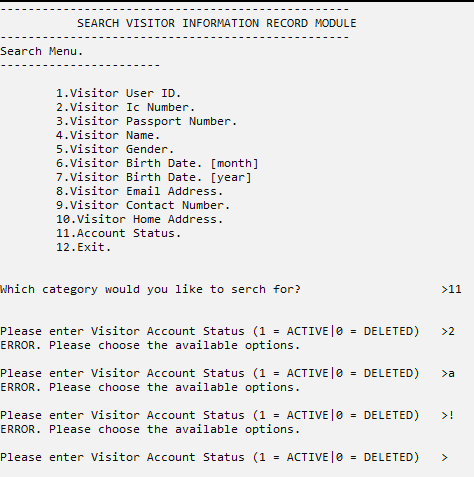 --------------------------------------------------
SEARCH VISITOR INFORMATION RECORD MODULE
--------------------------------------------------
Search Menu.
-----------------------
1.Visitor User ID.
2.Visitor Ic Number.
3.Visitor Passport Number.
4.Visitor Name.
5.Visitor Gender.
6.Visitor Birth Date. [month]
7.Visitor Birth Date. [year]
8.Visitor Email Address.
9.Visitor Contact Number.
10.Visitor Home Address.
11.Account Status.
12.Exit.
Which category would you like to serch for? >11
Please enter Visitor Account Status (1 = ACTIVE|0 = DELETED) >2
ERROR. Please choose the available options.
Please enter Visitor Account Status (1 = ACTIVE|0 = DELETED) >a
ERROR. Please choose the available options.
Please enter Visitor Account Status (1 = ACTIVE|0 = DELETED) >!
ERROR. Please choose the available options.
Please enter Visitor Account Status (1 = ACTIVE|0 = DELETED) >